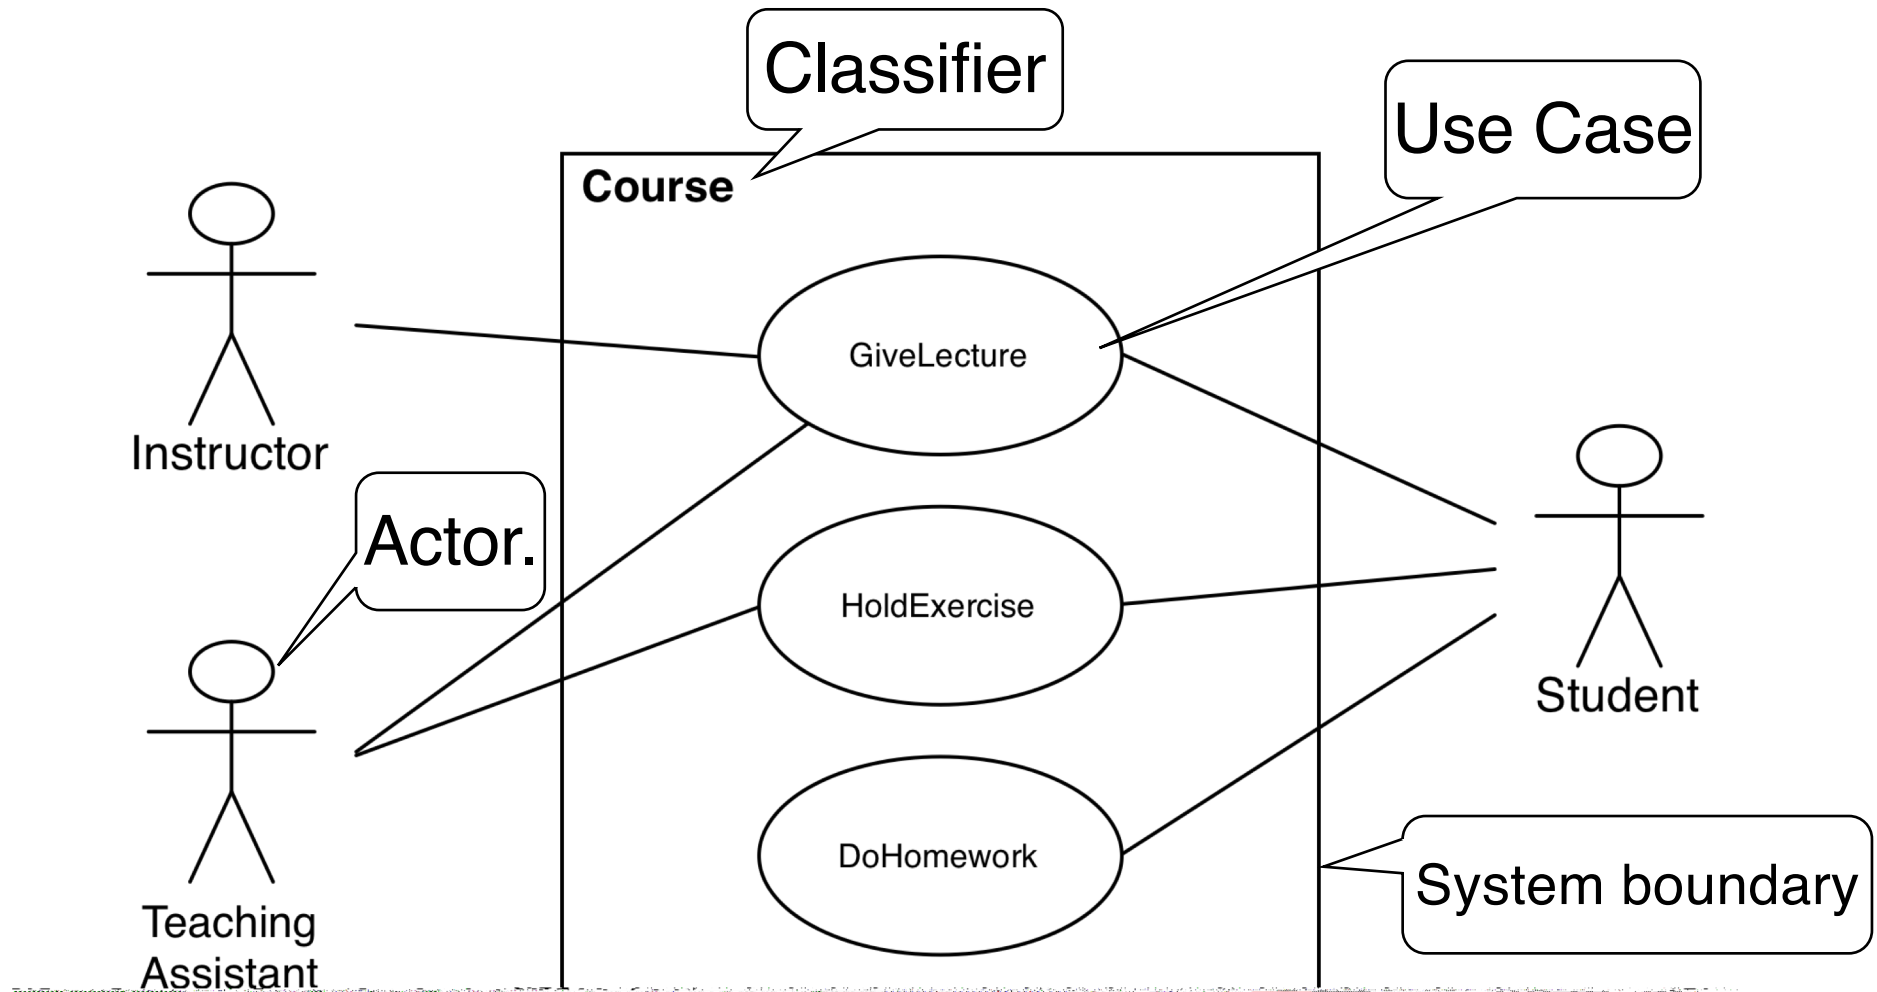 Classifier
Use Case
Course
GiveLecture
Instructor
Actor.
HoldExercise
Student
DoHomework
System boundary
Teaching
Assistant